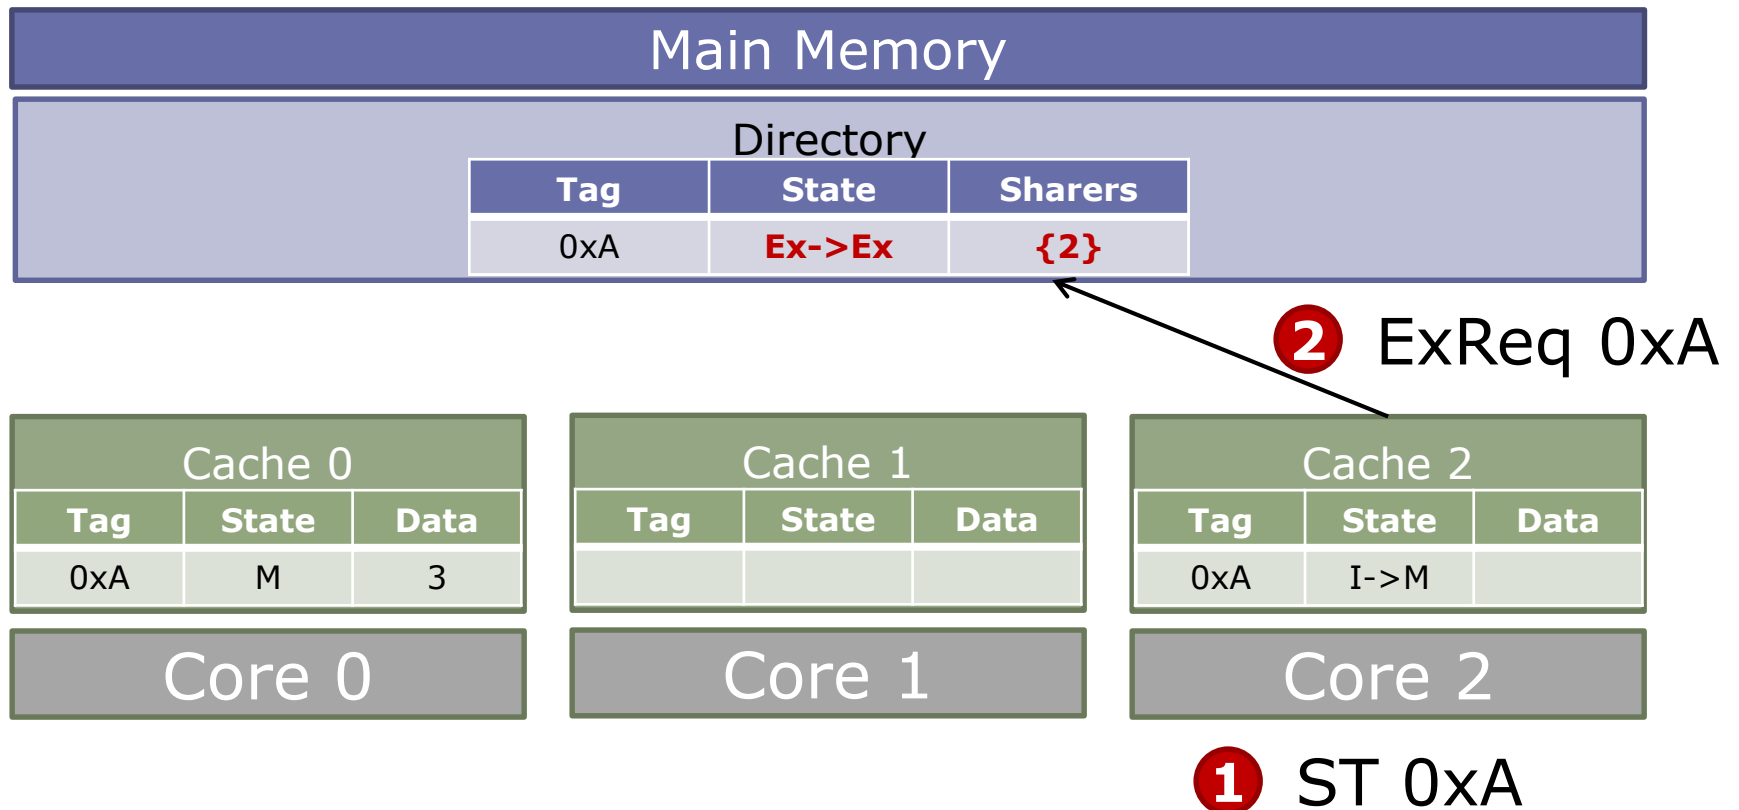 Main Memory
Directory
Tag State Sharers
0xA Ex->Ex {2}
2 ExReq 0xA
Cache 0 Cache 1 Cache 2
Tag State Data Tag State Data Tag State Data
0xA M 3 0xA I->M
Core 0 Core 1 Core 2
1 ST 0xA